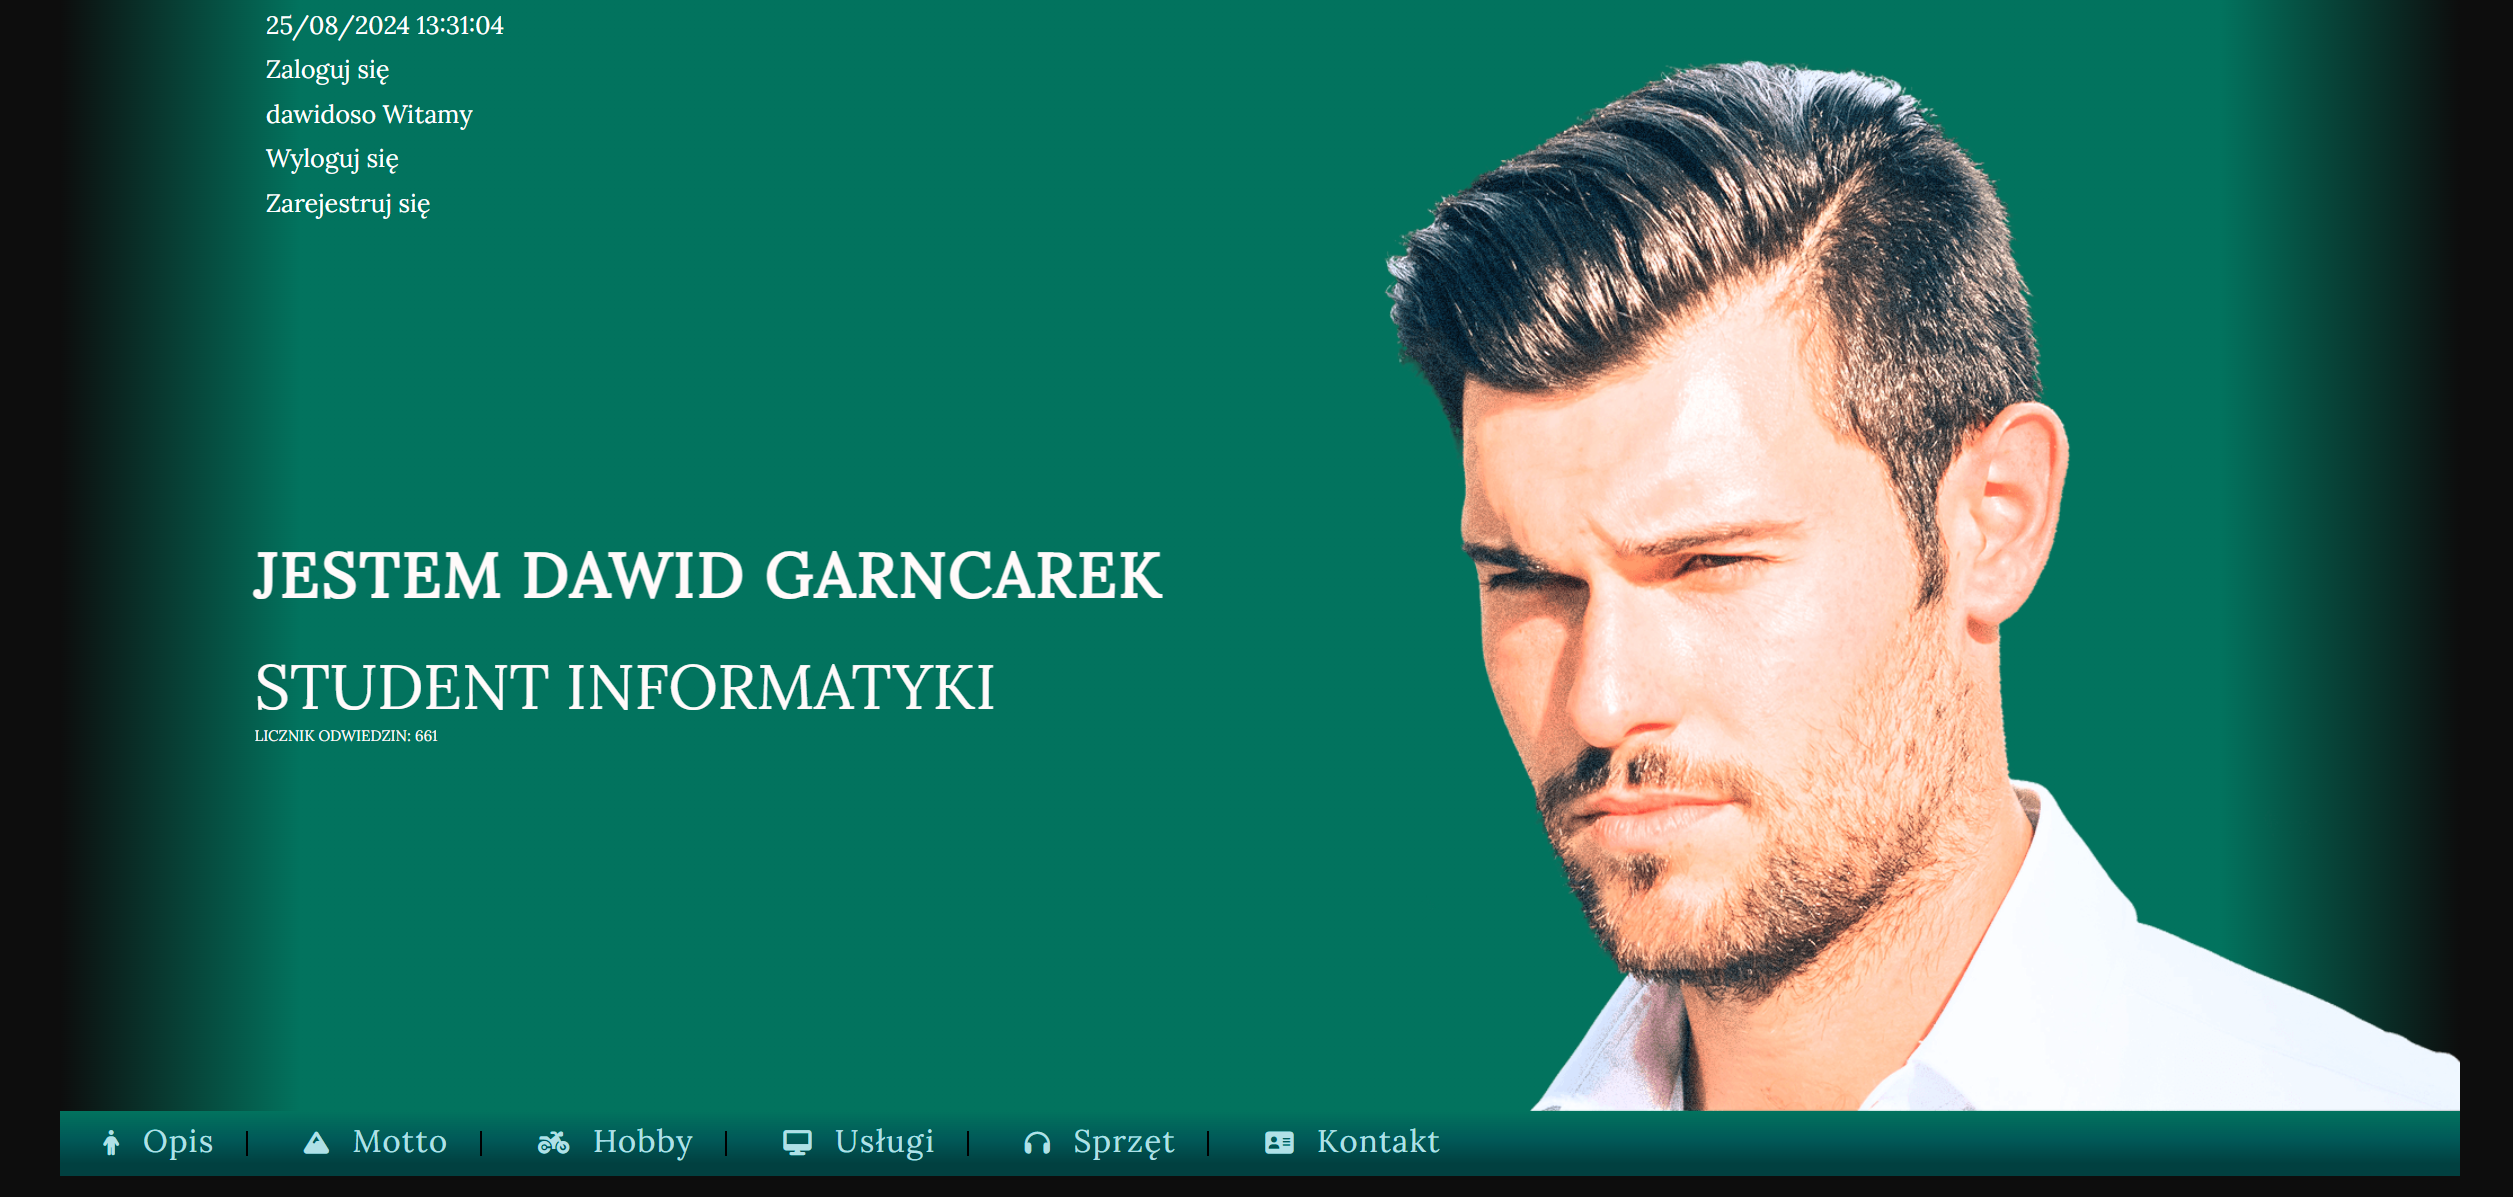 25/08/2024 13:31:04
Zaloguj się
dawidoso Witamy
Wyloguj się
Zarejestruj się
JESTEM DAWID GARNCAREK
STUDENT INFORMATYKI
LICZNIK ODWIEDZIN: 661
Opis | Motto | Hobby | Usługi | Sprzęt | Kontakt